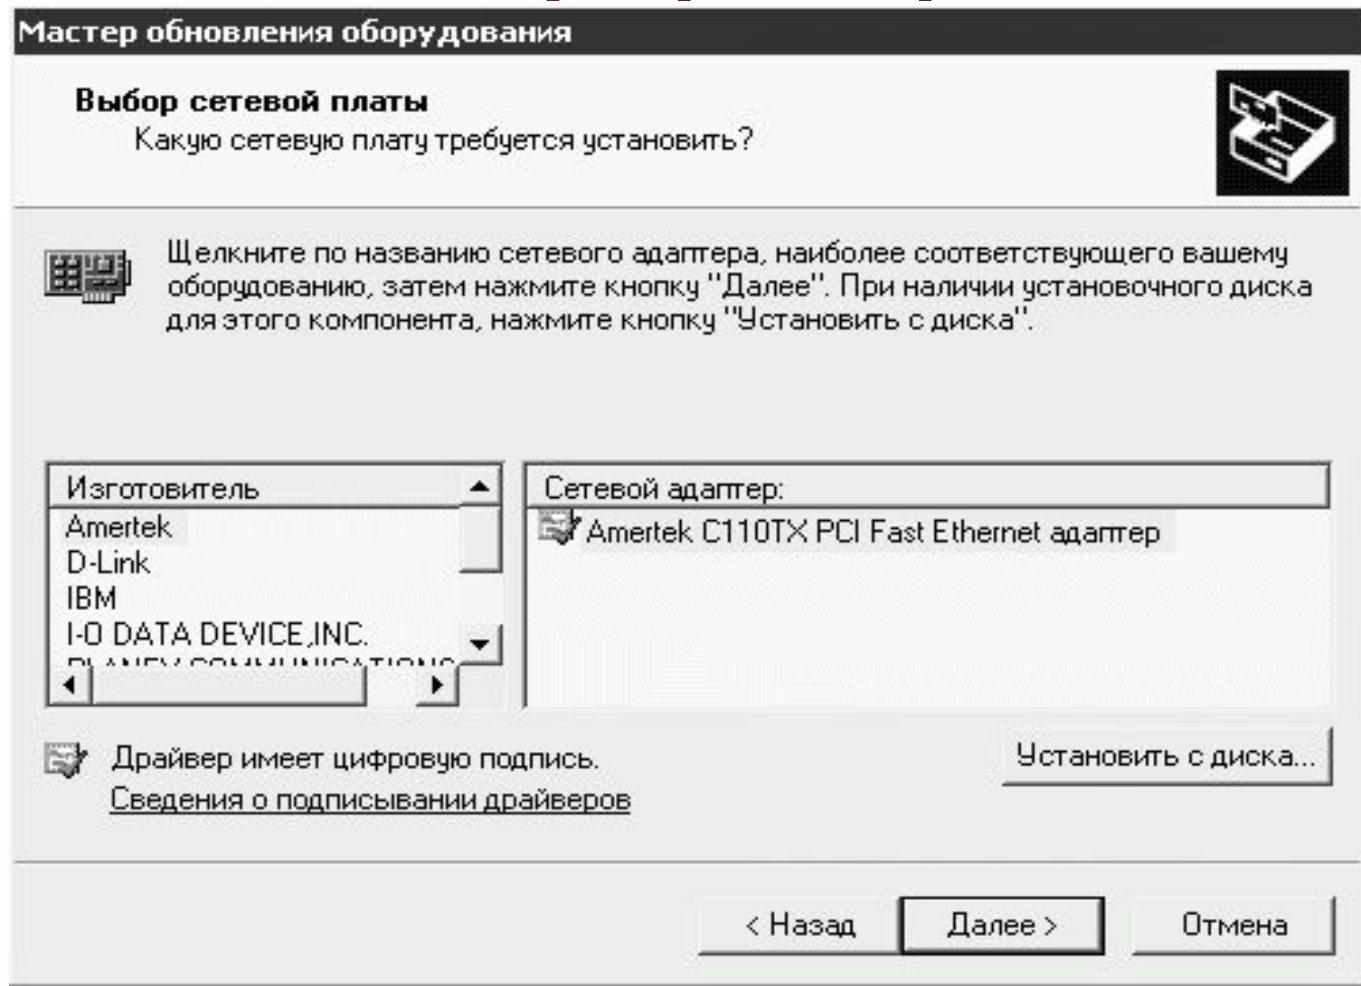 Мастер обновления оборудования
Выбор сетевой платы
Какую сетевую плату требуется установить?
Щелкните по названию сетевого адаптера, наиболее соответствующего вашему
оборудованию, затем нажмите кнопку "Далее". При наличии установочного диска
для этого компонента, нажмите кнопку "Установить с диска".
Изготовитель
Amertek
D-Link
IBM
I-O DATA DEVICE,INC.
Сетевой адаптер:
Amertek C110TX PCI Fast Ethernet адаптер
Драйвер имеет цифровую подпись.
Сведения о подписывании драйверов
Установить с диска...
< Назад
Далее >
Отмена